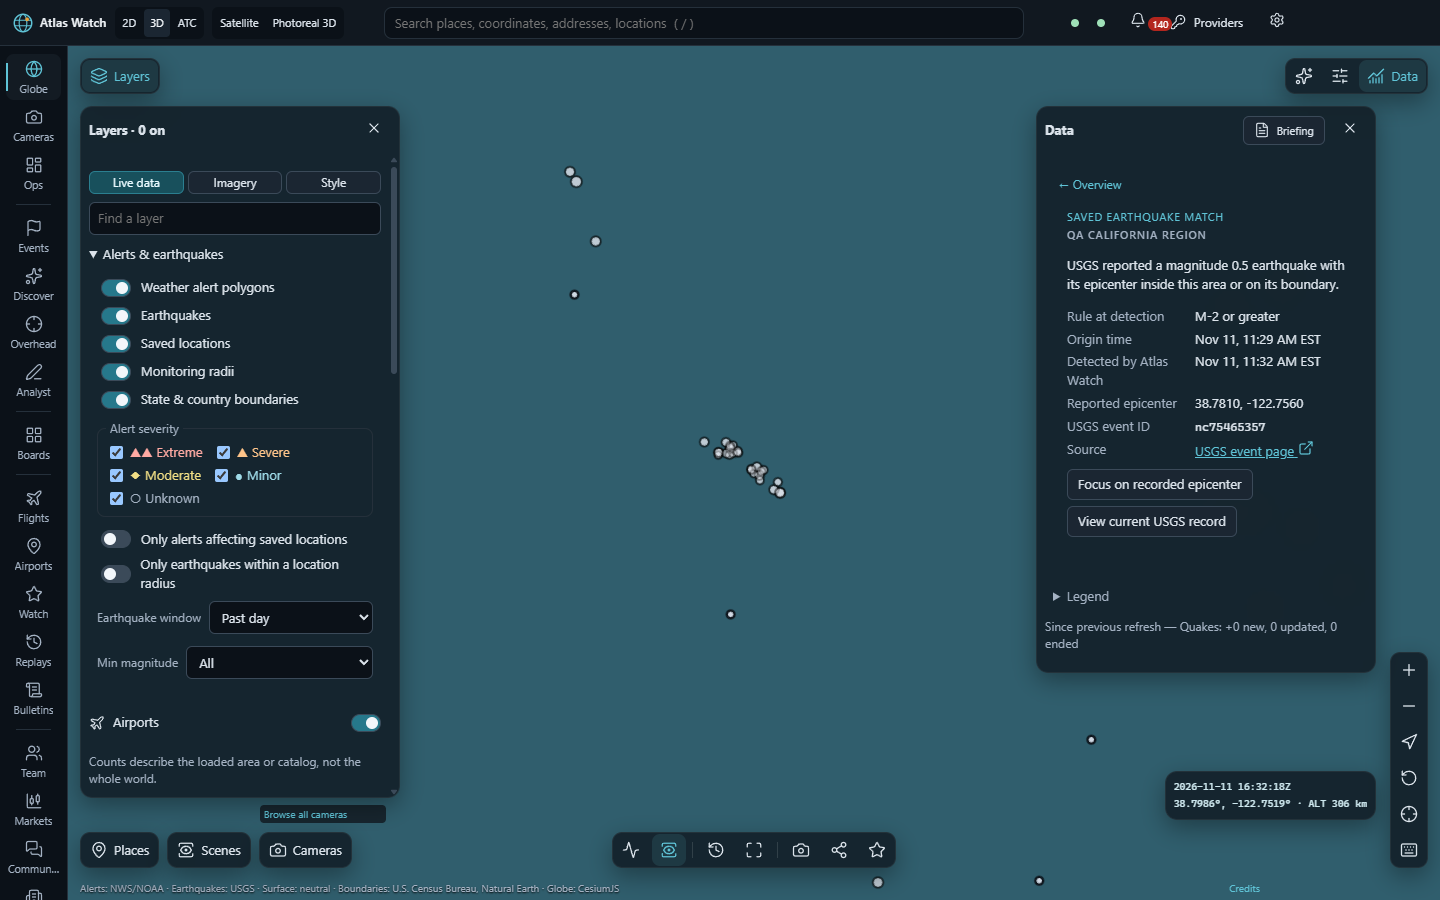 Atlas Watch
2D
3D
ATC
Satellite
Photoreal 3D
Search places, coordinates, addresses, locations ( / )
140
Providers
Globe
Cameras
Ops
Events
Discover
Overhead
Analyst
Boards
Flights
Airports
Watch
Replays
Bulletins
Team
Markets
Commun...
Layers
Layers · 0 on
Live data
Imagery
Style
Find a layer
Alerts & earthquakes
Weather alert polygons
Earthquakes
Saved locations
Monitoring radii
State & country boundaries
Alert severity
Extreme
Severe
Moderate
Minor
Unknown
Only alerts affecting saved locations
Only earthquakes within a location
radius
Earthquake window
Past day
Min magnitude
All
Airports
Counts describe the loaded area or catalog, not the
whole world.
Browse all cameras
Places
Scenes
Cameras
Alerts: NWS/NOAA · Earthquakes: USGS · Surface: neutral · Boundaries: U.S. Census Bureau, Natural Earth · Globe: CesiumJS
Data
Data
Briefing
← Overview
SAVED EARTHQUAKE MATCH
QA CALIFORNIA REGION
USGS reported a magnitude 0.5 earthquake with
its epicenter inside this area or on its boundary.
Rule at detection
M-2 or greater
Origin time
Nov 11, 11:29 AM EST
Detected by Atlas
Watch
Nov 11, 11:32 AM EST
Reported epicenter
38.7810, -122.7560
USGS event ID
nc75465357
Source
USGS event page
Focus on recorded epicenter
View current USGS record
Legend
Since previous refresh — Quakes: +0 new, 0 updated, 0
ended
2026-11-11 16:32:18Z
38.7986°, -122.7519° · ALT 306 km
Credits